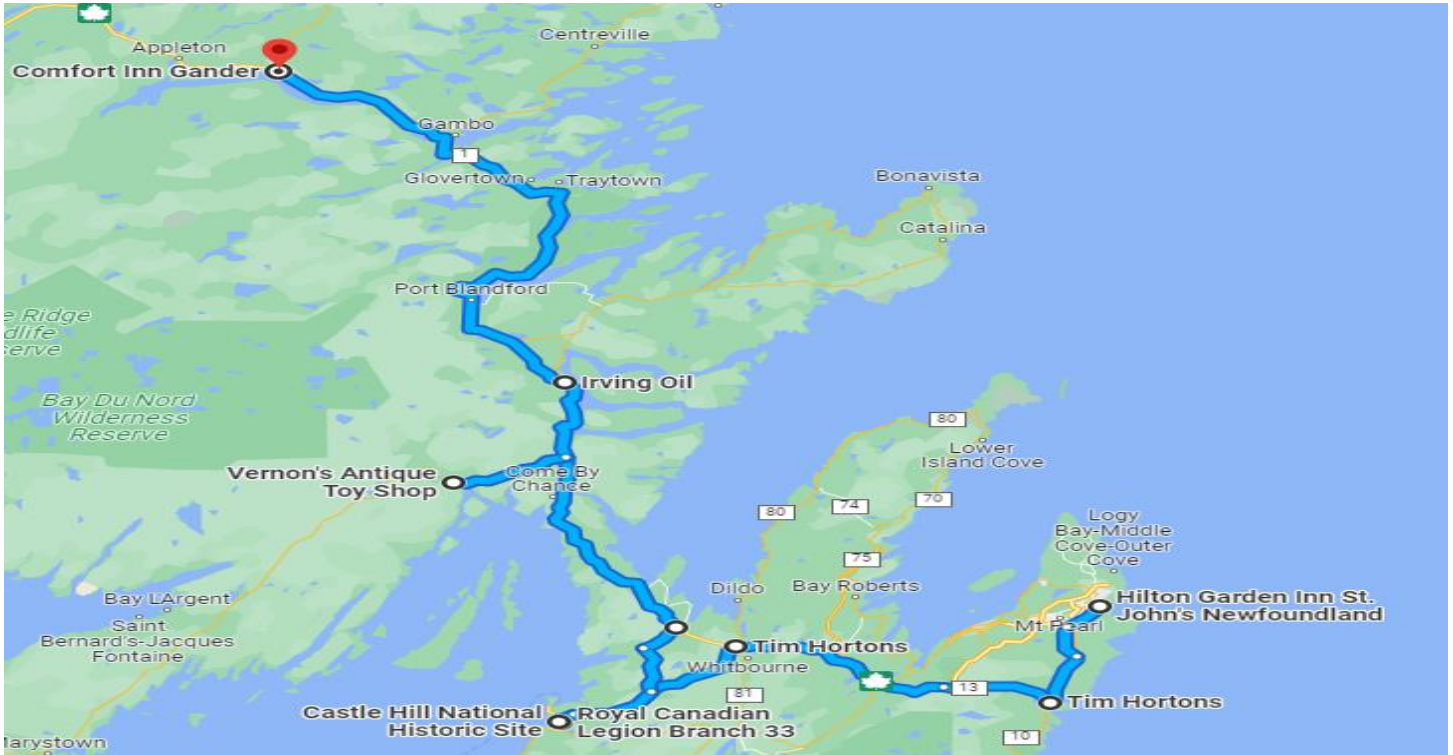 Centreville
Appleton
Comfort Inn Gander
Gambo
1
Glovertown
Traytown
Bonavista
Catalina
Port Blandford
e Ridge
dlife
serve
Irving Oil
Bay Du Nord
Wilderness
Reserve
80
Lower
Island Cove
Vernon's Antique
Toy Shop
Come By
Chance
74
70
80
Logy
Bay-Middle
Cove-Outer
Cove
75
Dildo
Bay Roberts
Bay L'Argent
Saint
Bernard's-Jacques
Fontaine
Hilton Garden Inn St.
John's Newfoundland
Mt Pearl
Tim Hortons
Whitbourne
81
13
Tim Hortons
Castle Hill National
Historic Site
Royal Canadian
Legion Branch 33
10
Marystown